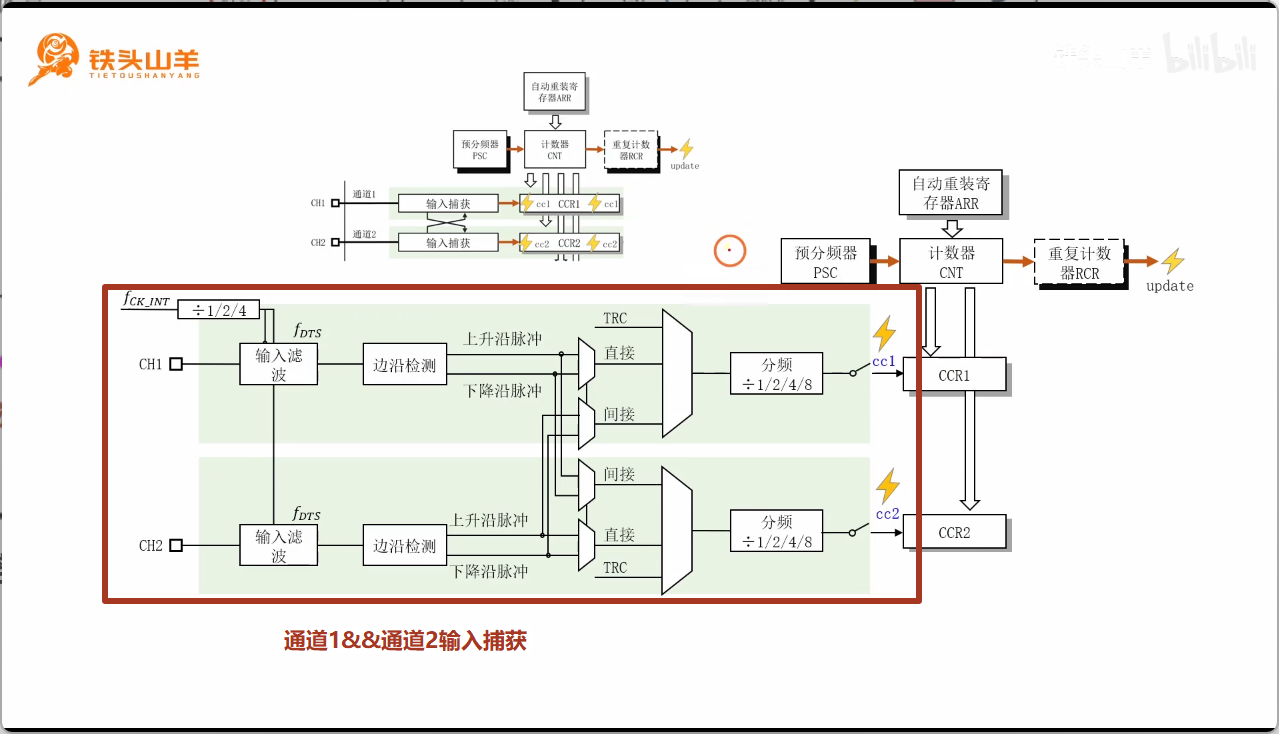 铁头山羊
TIETOUSHANYANG
铁头山羊 bilibili
自动重装寄
存器ARR
预分频器
PSC
计数器
CNT
重复计数
器RCR
update
CH1
通道1
输入捕获
cc1
CCR1
cc1
CH2
通道2
输入捕获
cc2
CCR2
cc2
自动重装寄
存器ARR
预分频器
PSC
计数器
CNT
重复计数
器RCR
update
fCK_INT
÷1/2/4
fDTS
CH1
输入滤
波
边沿检测
上升沿脉冲
下降沿脉冲
TRC
直接
间接
分频
÷1/2/4/8
cc1
CCR1
fDTS
CH2
输入滤
波
边沿检测
上升沿脉冲
下降沿脉冲
间接
直接
TRC
分频
÷1/2/4/8
cc2
CCR2
通道1&&通道2输入捕获